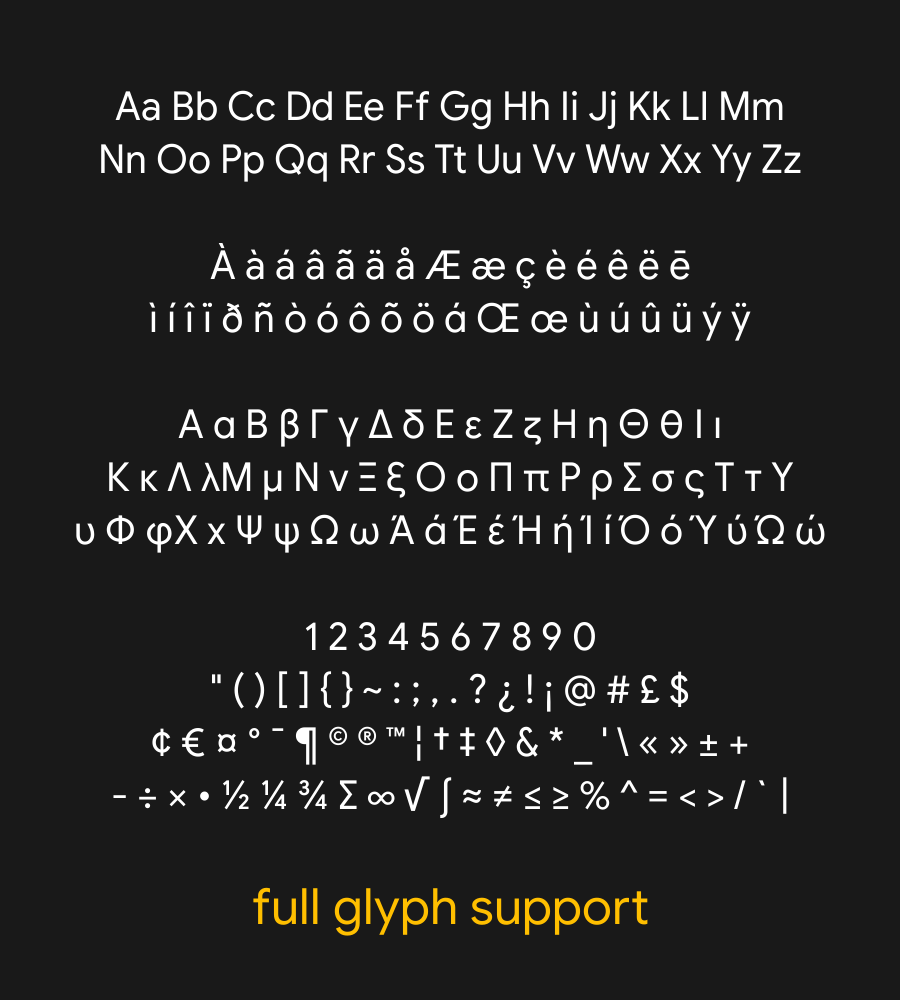 Aa Bb Cc Dd Ee Ff Gg Hh Ii Jj Kk Ll Mm
Nn Oo Pp Qq Rr Ss Tt Uu Vv Ww Xx Yy Zz
À à á â ã ä å Æ æ ç è é ê ë ē
ì í î ï ð ñ ò ó ô õ ö á Œ œ ù ú û ü ý ÿ
Α α Β β Γ γ Δ δ Ε ε Ζ ζ Η η Θ θ Ι ι
Κ κ Λ λΜ μ Ν ν Ξ ξ Ο ο Π π Ρ ρ Σ σ ς Τ τ Υ
υ Φ φΧ χ Ψ ψ Ω ω Ά ά Έ έ Ή ή Ί ί Ό ό Ύ ύ Ώ ώ
1 2 3 4 5 6 7 8 9 0
" ( ) [ ] { } ~ : ; , . ? ¿ ! ¡ @ # £ $
¢ € ¤ ° ¯ ¶ © ® ™ ¦ † ‡ ◊ & * _ ' \ « » ± +
- ÷ × • ½ ¼ ¾ Σ ∞ √ ∫ ≈ ≠ ≤ ≥ % ^ = < > / ` |
full glyph support